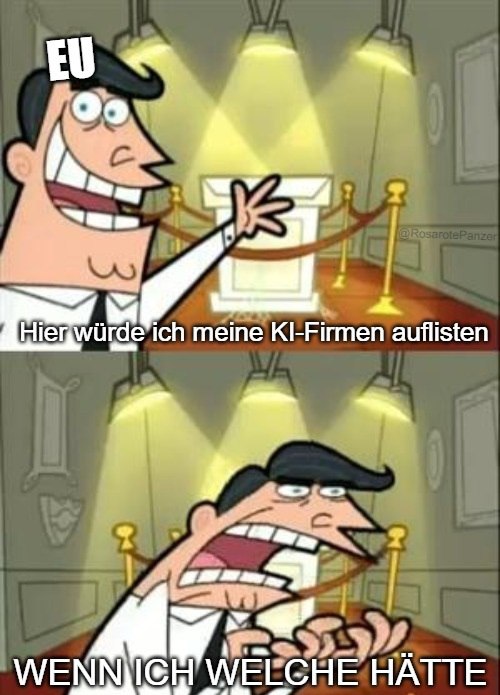 EU
@RosarotePanzer
Hier würde ich meine KI-Firmen auflisten
WENN ICH WELCHE HÄTTE